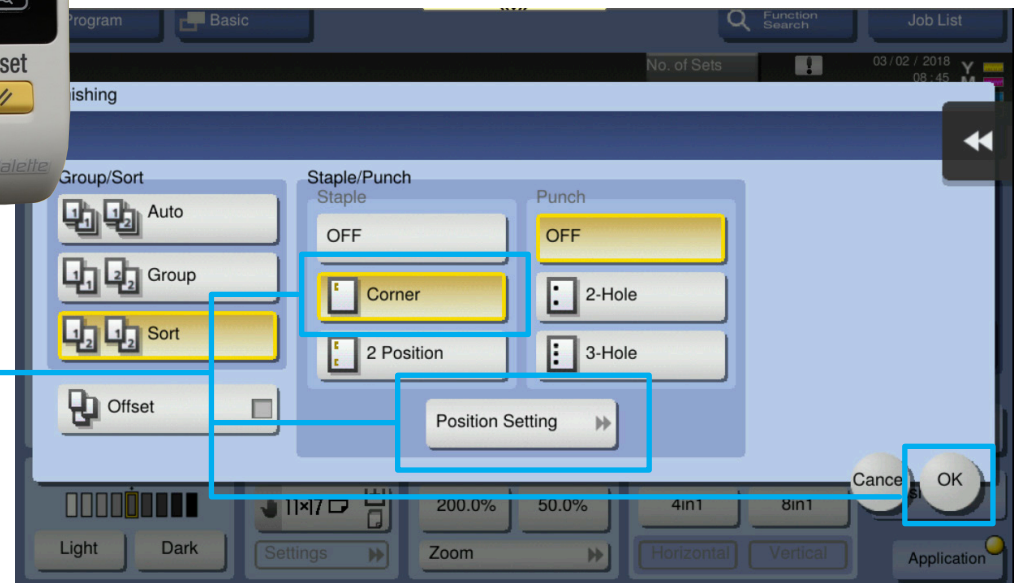 Program
Basic
Function
Search
Job List
set
No. of Sets
03 / 02 / 2018
08 : 45
Y
M
ishing
alette
Group/Sort
Auto
Group
Sort
Offset
Staple/Punch
Staple
OFF
Corner
2 Position
Punch
OFF
2-Hole
3-Hole
Position Setting
Cancel
OK
11×17
200.0%
50.0%
4in1
8in1
Light
Dark
Settings
Zoom
Horizontal
Vertical
Application